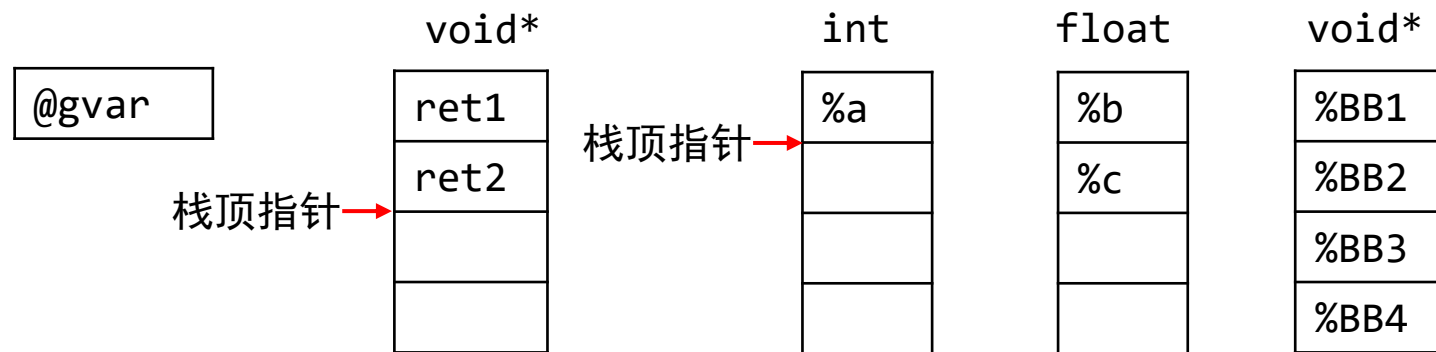 void* int float void*
@gvar ret1 %a %b %BB1
栈顶指针
ret2 %c %BB2
栈顶指针
%BB3
%BB4